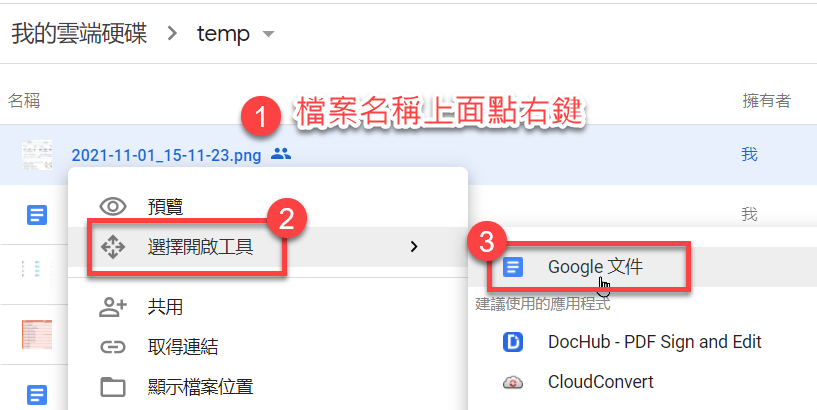 我的雲端硬碟 > temp
名稱
擁有者
1 檔案名稱上面點右鍵
2021-11-01_15-11-23.png
我
預覽
2
我
選擇開啟工具
3
Google 文件
建議使用的應用程式
共用
取得連結
DocHub - PDF Sign and Edit
顯示檔案位置
CloudConvert